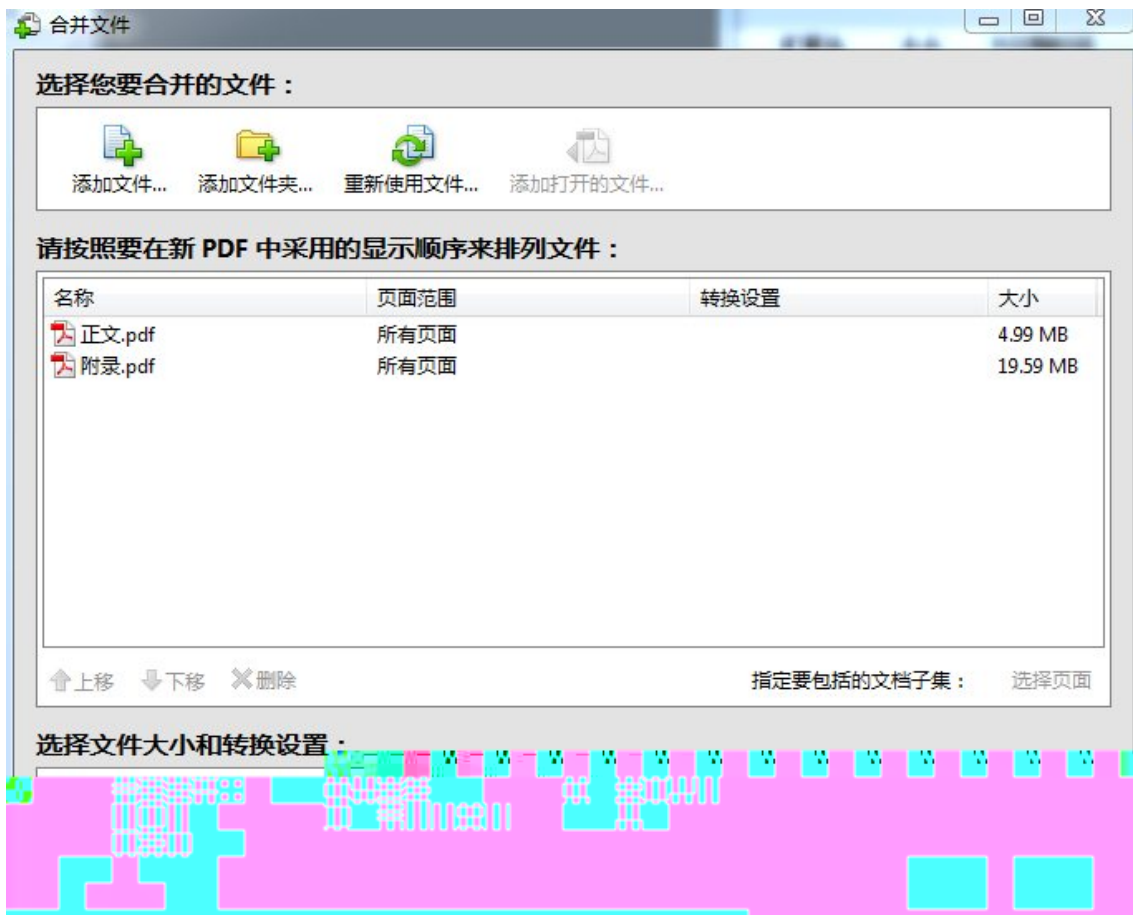 合并文件
选择您要合并的文件：
添加文件... 添加文件夹... 重新使用文件... 添加打开的文件...
请按照要在新 PDF 中采用的显示顺序来排列文件：
名称 页面范围 转换设置 大小
正文.pdf 所有页面 4.99 MB
附录.pdf 所有页面 19.59 MB
上移 下移 删除 指定要包括的文档子集： 选择页面
选择文件大小和转换设置：